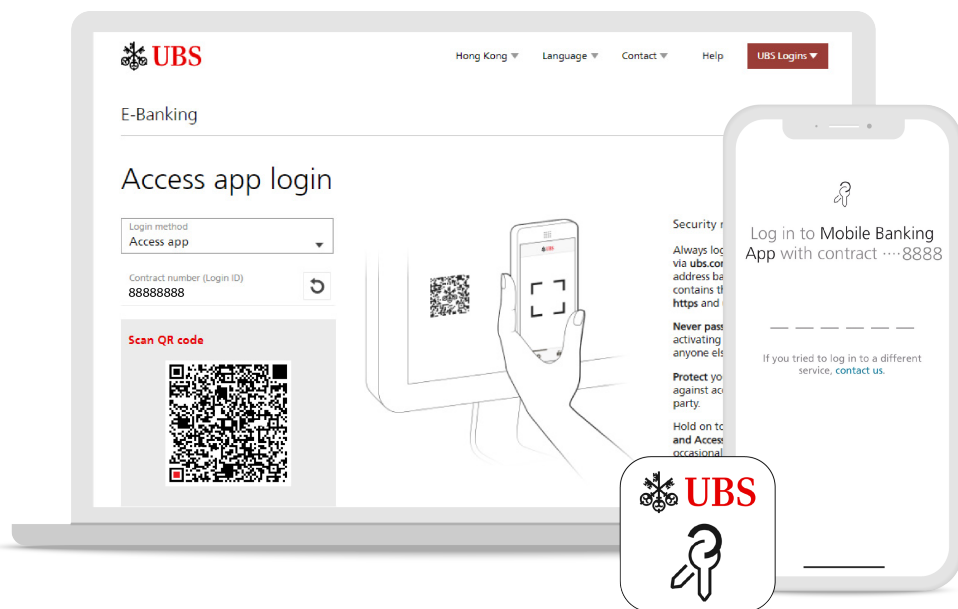 UBS
Hong Kong
Language
Contact
Help
UBS Logins
E-Banking
Access app login
Login method
Access app
Contract number (Login ID)
88888888
Scan QR code
UBS
Security
Always log
via ubs.com
address ba
contains th
https and
Never pass
activating
anyone els
Protect yo
against acc
party.
Hold on to
and Access
occasional
Log in to Mobile Banking
App with contract ····8888
If you tried to log in to a different
service, contact us.
UBS